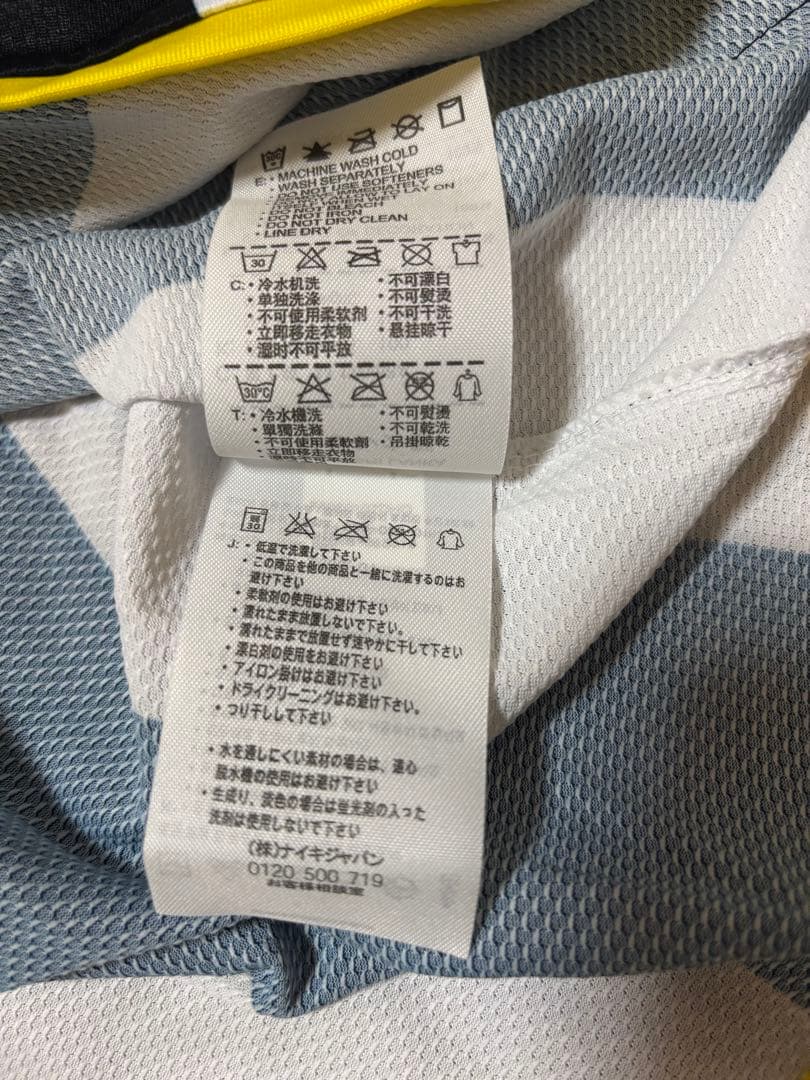 30
E: • MACHINE WASH COLD
• WASH SEPARATELY
DO NOT USE SOFTENERS
LAY ON
• DO NOT IRON
• DO NOT DRY CLEAN
• LINE DRY
30
C: • 冷水机洗
• 单独洗涤
• 不可使用柔软剂
• 立即移走衣物
• 湿时不可平放
• 不可漂白
• 不可熨烫
• 不可干洗
• 悬挂晾干
30°C
T: • 冷水機洗
• 單獨洗滌
• 不可使用柔軟劑
• 立即移走衣物
• 濕時不可平放
• 不可熨燙
• 不可乾洗
• 吊掛晾乾
30
J: • 低温で洗濯して下さい
• この商品を他の商品と一緒に洗濯するのはお
避け下さい
• 柔軟剤の使用はお避け下さい
• 濡れたまま放置しないで下さい。
• 濡れたままで放置せず速やかに干して下さい
• 漂白剤の使用をお避け下さい
• アイロン掛けはお避け下さい
• ドライクリーニングはお避け下さい。
• つり干しして下さい
• 水を通しにくい素材の場合は、遠心
脱水機の使用はお避け下さい
• 生成り、淡色の場合は蛍光剤の入った
洗剤は使用しないで下さい
(株)ナイキジャパン
0120 500 719
お客様相談室